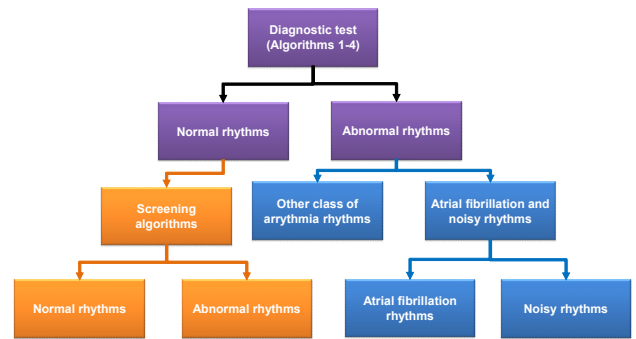 Diagnostic test
(Algorithms 1-4)
Normal rhythms
Abnormal rhythms
Screening
algorithms
Other class of
arrythmia rhythms
Atrial fibrillation and
noisy rhythms
Normal rhythms
Abnormal rhythms
Atrial fibrillation
rhythms
Noisy rhythms